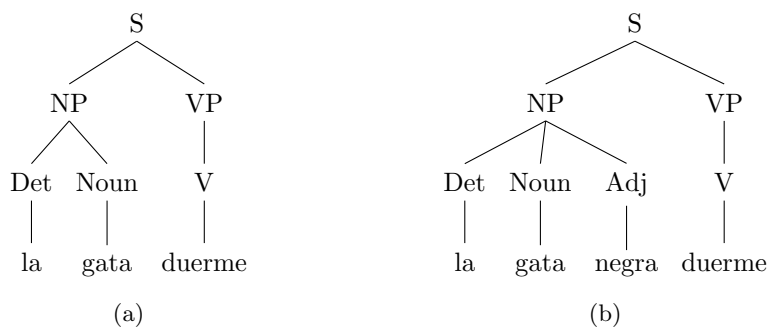 S S
NP VP NP VP
Det Noun V Det Noun Adj V
la gata duerme la gata negra duerme
(a) (b)